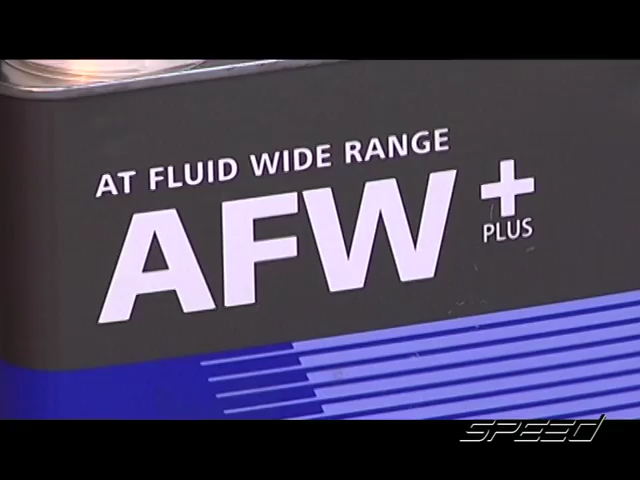 AT FLUID WIDE RANGE
AFW+
PLUS
SPEED